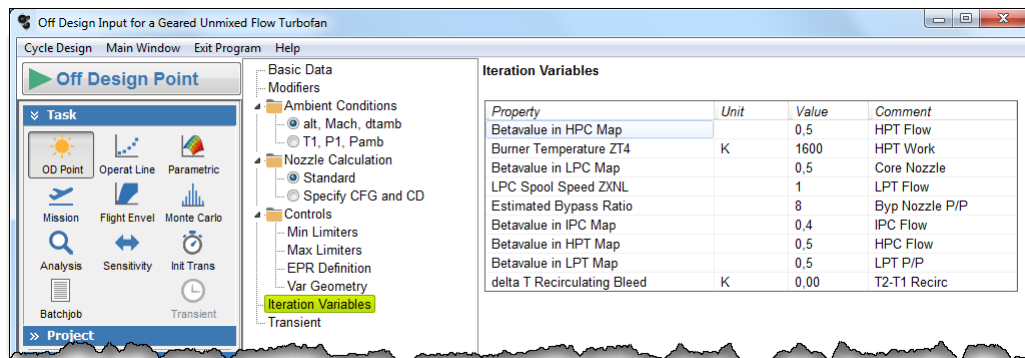 Off Design Input for a Geared Unmixed Flow Turbofan
Cycle Design Main Window Exit Program Help
Off Design Point
Task
OD Point Operat Line Parametric
Mission Flight Envel Monte Carlo
Analysis Sensitivity Init Trans
Batchjob Transient
Project
Basic Data
Modifiers
Ambient Conditions
alt, Mach, dtamb
T1, P1, Pamb
Nozzle Calculation
Standard
Specify CFG and CD
Controls
Min Limiters
Max Limiters
EPR Definition
Var Geometry
Iteration Variables
Transient
Iteration Variables
Property Unit Value Comment
Betavalue in HPC Map 0,5 HPT Flow
Burner Temperature ZT4 K 1600 HPT Work
Betavalue in LPC Map 0,5 Core Nozzle
LPC Spool Speed ZXNL 1 LPT Flow
Estimated Bypass Ratio 8 Byp Nozzle P/P
Betavalue in IPC Map 0,4 IPC Flow
Betavalue in HPT Map 0,5 HPC Flow
Betavalue in LPT Map 0,5 LPT P/P
delta T Recirculating Bleed K 0,00 T2-T1 Recirc